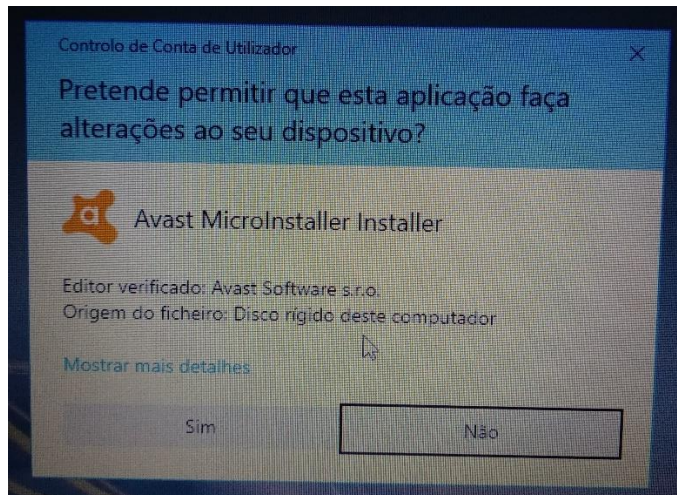 Controlo de Conta de Utilizador
Pretende permitir que esta aplicação faça
alterações ao seu dispositivo?
a
Avast MicroInstaller Installer
Editor verificado: Avast Software s.r.o.
Origem do ficheiro: Disco rígido deste computador
Mostrar mais detalhes
Sim
Não